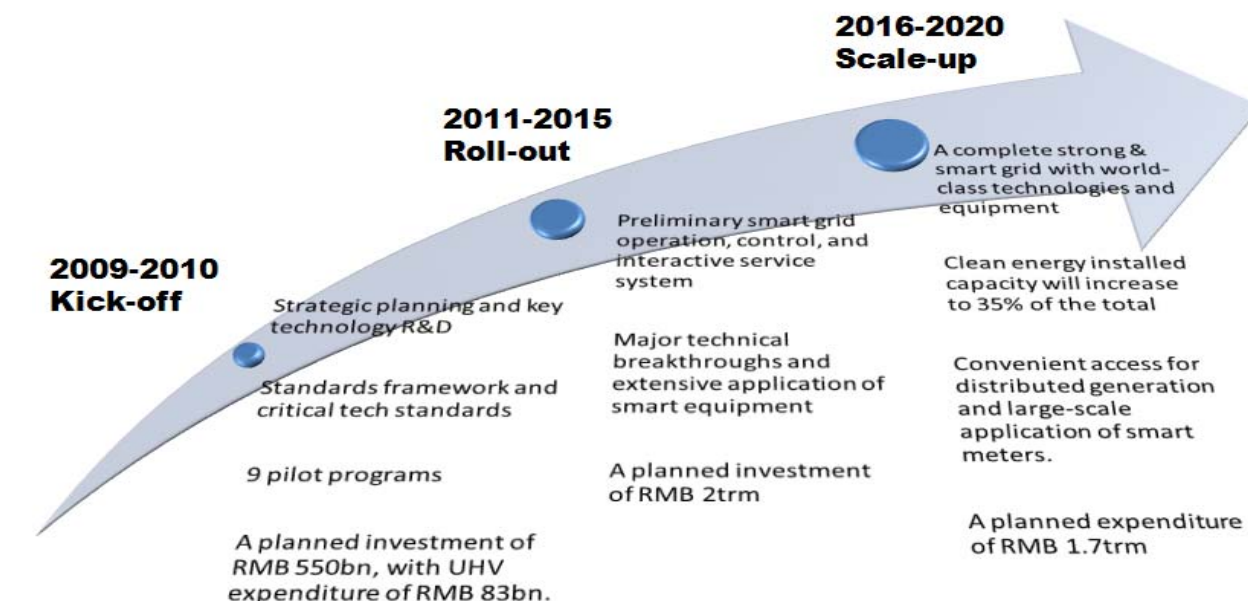 2009-2010
Kick-off
Strategic planning and key
technology R&D
Standards framework and
critical tech standards
9 pilot programs
A planned investment of
RMB 550bn, with UHV
expenditure of RMB 83bn.
2011-2015
Roll-out
Preliminary smart grid
operation, control, and
interactive service
system
Major technical
breakthroughs and
extensive application of
smart equipment
A planned investment
of RMB 2trm
2016-2020
Scale-up
A complete strong &
smart grid with world-
class technologies and
equipment
Clean energy installed
capacity will increase
to 35% of the total
Convenient access for
distributed generation
and large-scale
application of smart
meters.
A planned expenditure
of RMB 1.7trm